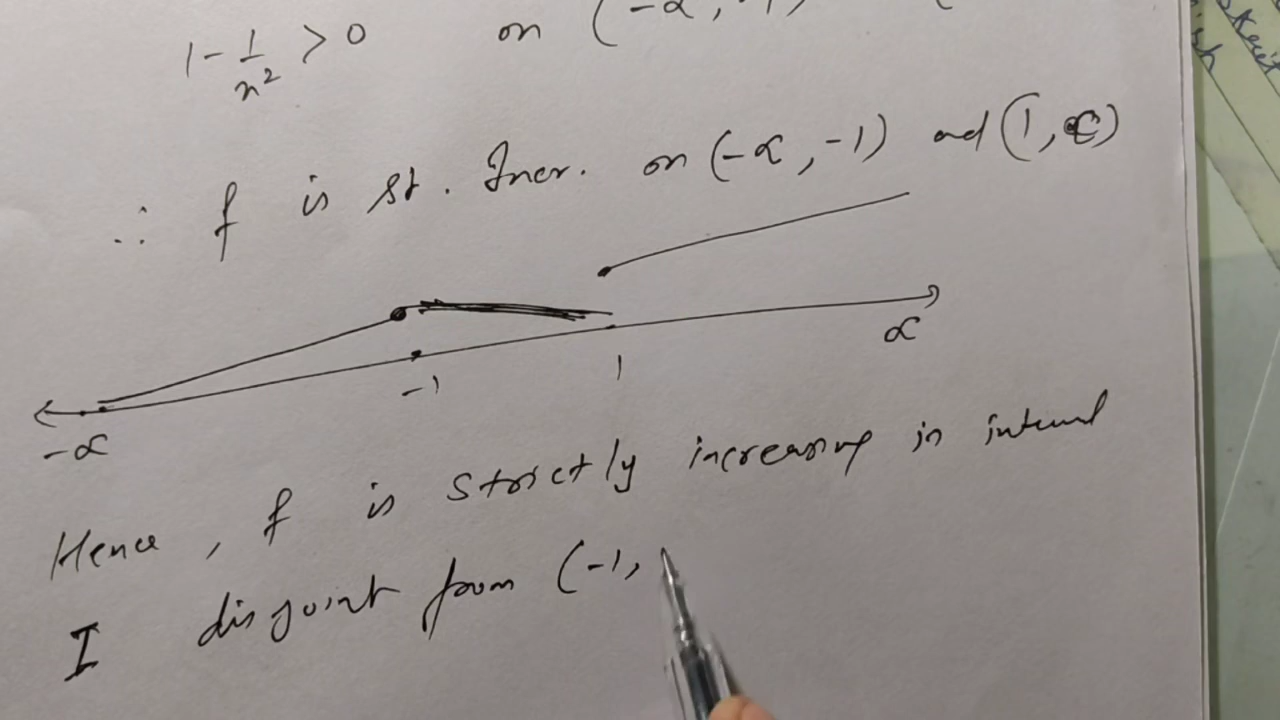 1 - 1/x² > 0 on (-∝, -1)
∴ f is st. Incr. on (-∝, -1) and (1, ∝)
-∝ -1 1 ∝
Hence, f is strictly increasing in interval
I disjoint from (-1,